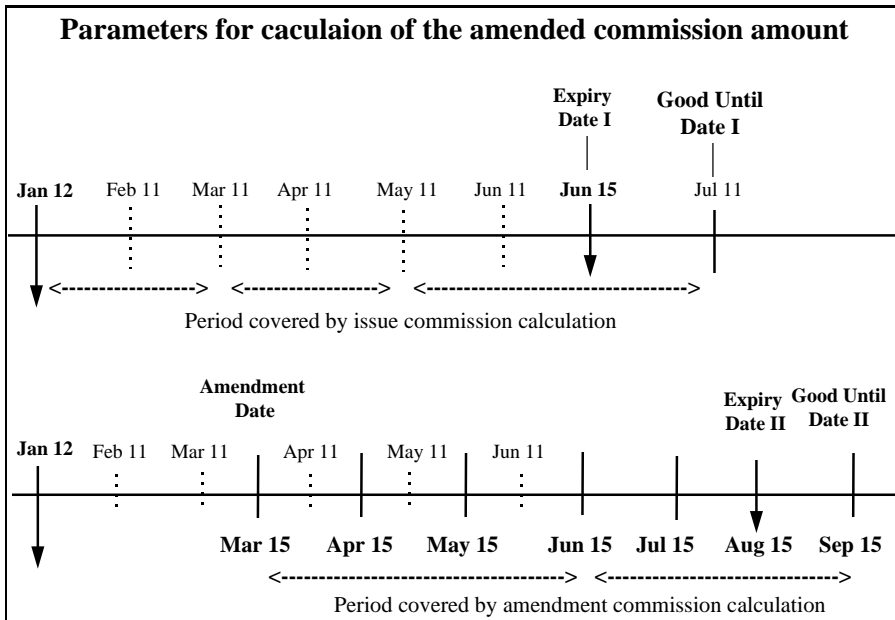 Parameters for caculaion of the amended commission amount
Expiry
Date I
Good Until
Date I
Jan 12 Feb 11 Mar 11 Apr 11 May 11 Jun 11 Jun 15 Jul 11
Period covered by issue commission calculation
Amendment
Date
Expiry
Date II
Good Until
Date II
Jan 12 Feb 11 Mar 11 Apr 11 May 11 Jun 11
Mar 15 Apr 15 May 15 Jun 15 Jul 15 Aug 15 Sep 15
Period covered by amendment commission calculation